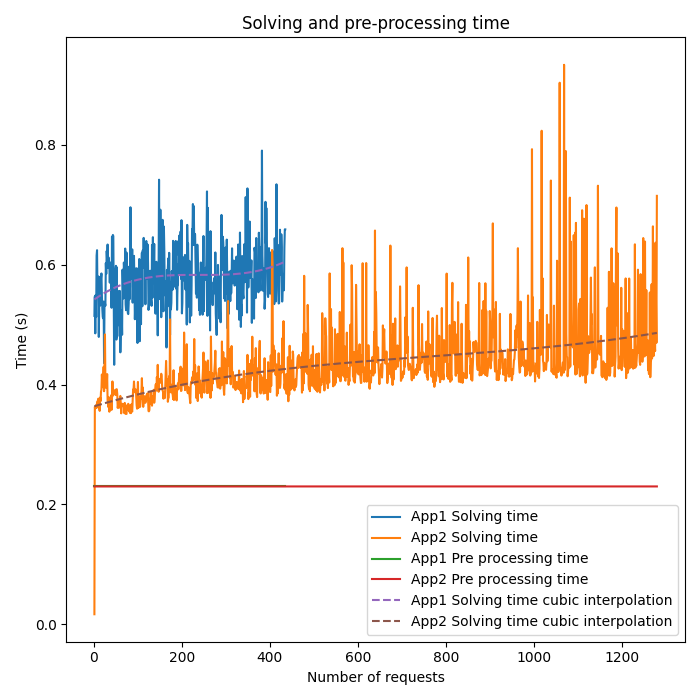 Solving and pre-processing time
Time (s)
0.8
0.6
0.4
0.2
0.0
0
200
400
600
800
1000
1200
Number of requests
App1 Solving time
App2 Solving time
App1 Pre processing time
App2 Pre processing time
App1 Solving time cubic interpolation
App2 Solving time cubic interpolation